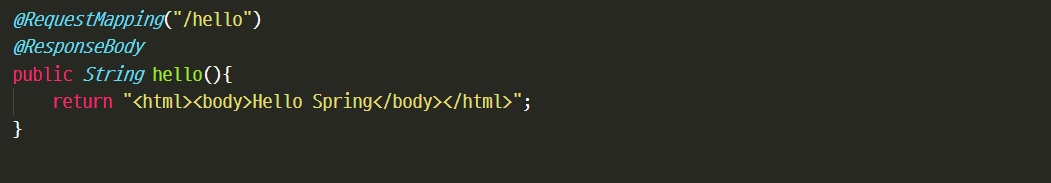 @RequestMapping("/hello")
@ResponseBody
public String hello(){
    return "<html><body>Hello Spring</body></html>";
}